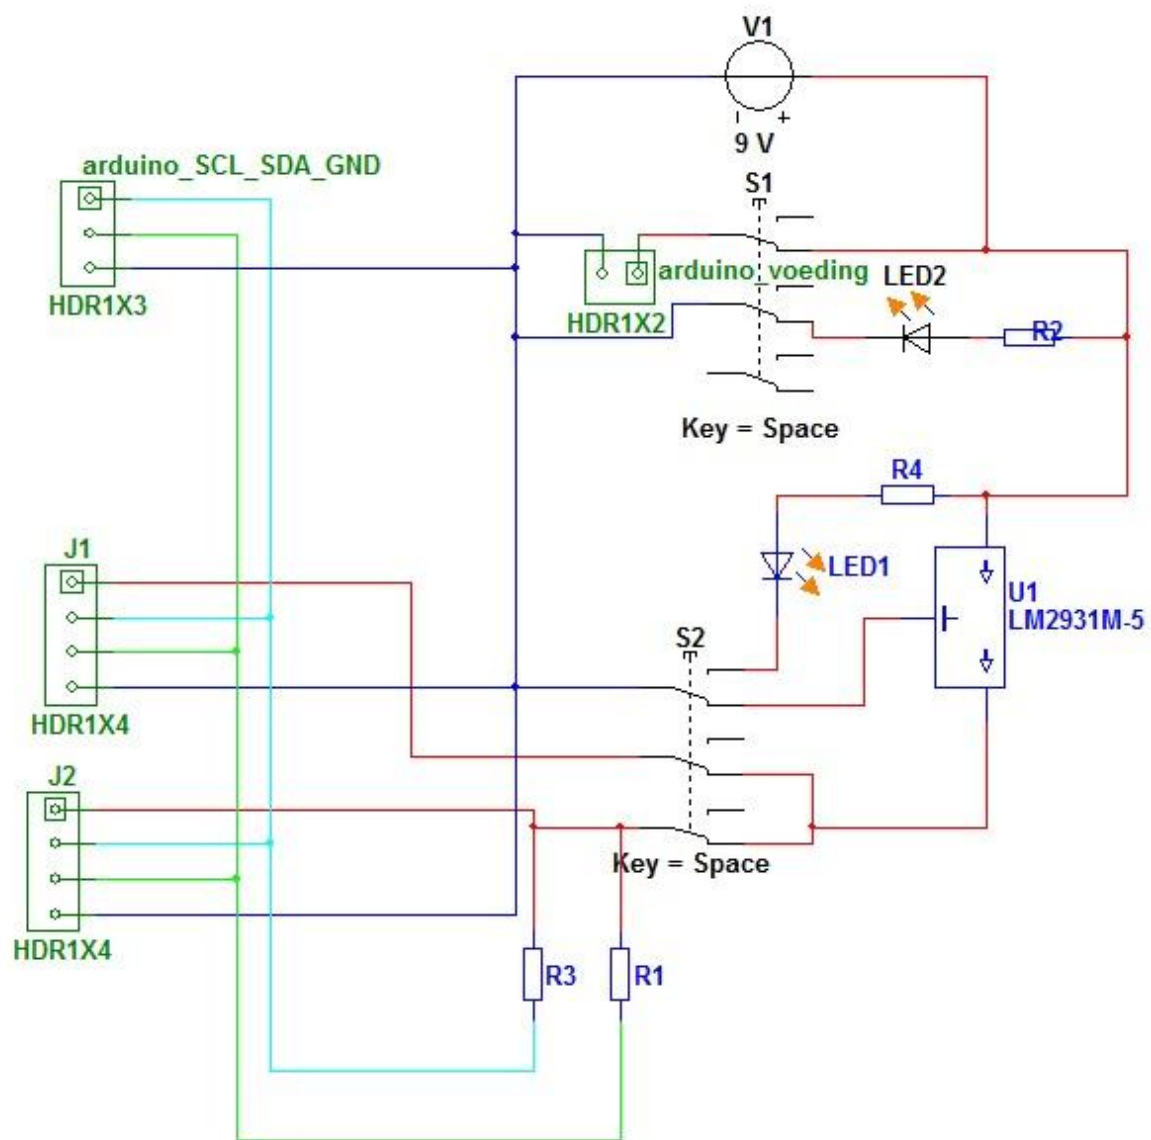 V1
- +
9 V
arduino_SCL_SDA_GND
HDR1X3
S1
arduino_voeding
HDR1X2
LED2
R2
Key = Space
R4
LED1
U1
LM2931M-5
J1
HDR1X4
S2
Key = Space
J2
HDR1X4
R3
R1